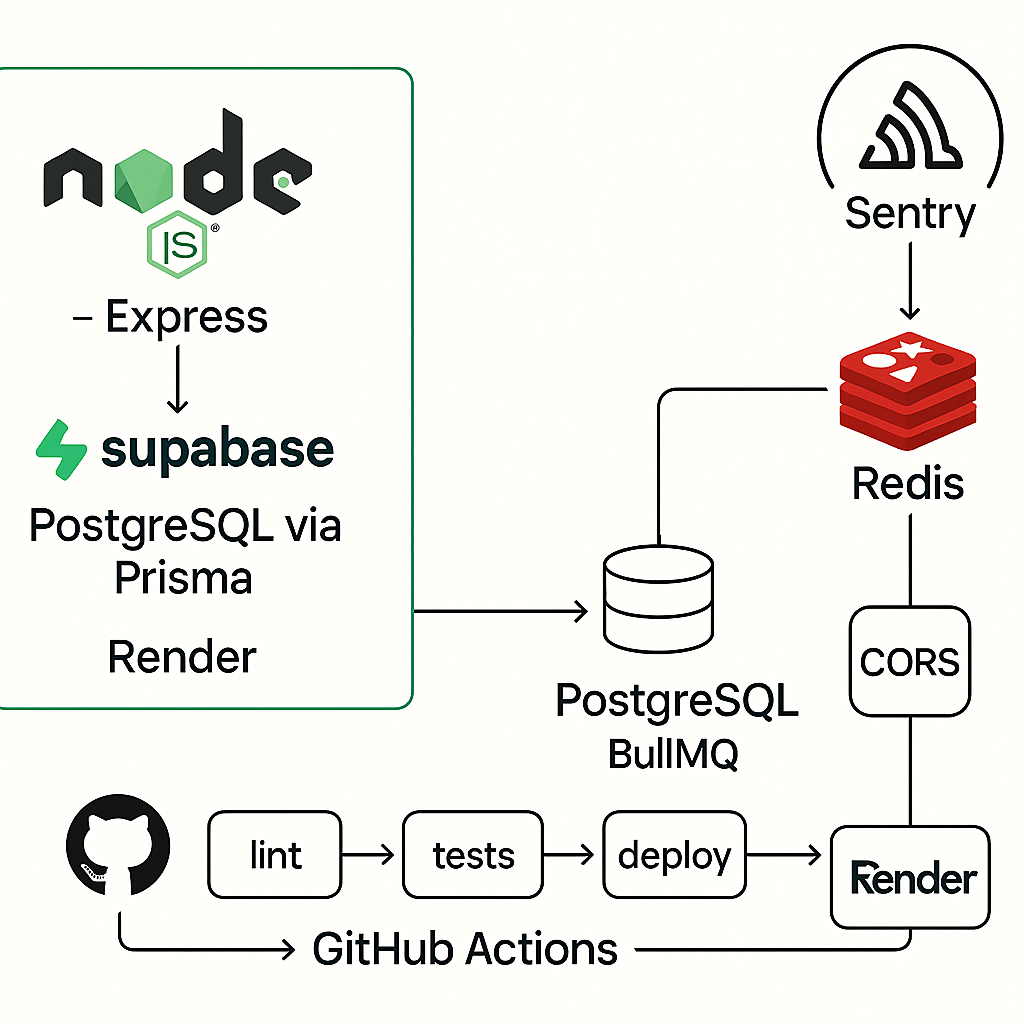 node
JS®
– Express
supabase
PostgreSQL via
Prisma
Render
Sentry
Redis
CORS
PostgreSQL
BullMQ
lint
tests
deploy
Render
GitHub Actions